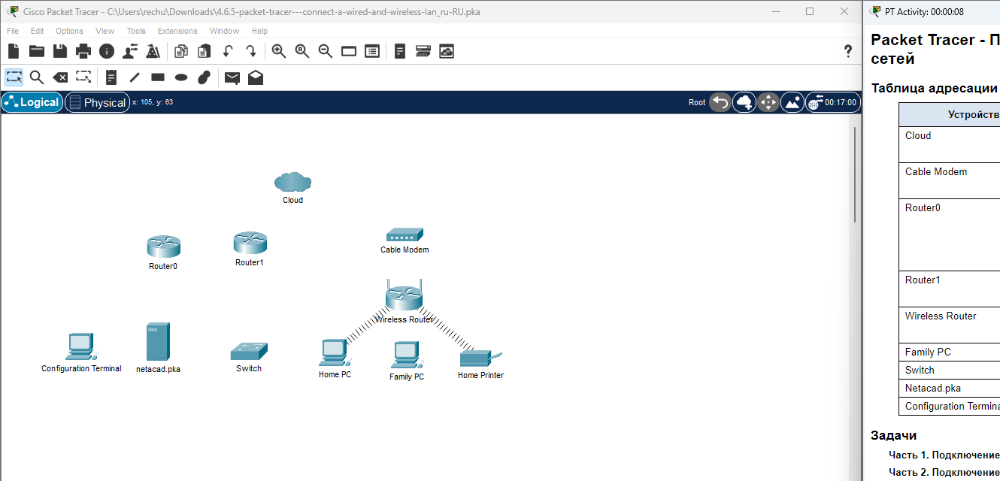 Cisco Packet Tracer - C:\Users\rechu\Downloads\4.6.5-packet-tracer---connect-a-wired-and-wireless-lan_ru-RU.pka
File Edit Options View Tools Extensions Window Help
Logical Physical x: 105, y: 63 Root 00:17:00
Cloud
Cable Modem
Router0
Router1
Wireless Router
Configuration Terminal
netacad.pka
Switch
Home PC
Family PC
Home Printer
PT Activity: 00:00:08
Packet Tracer - П
сетей
Таблица адресации
Устройств
Cloud
Cable Modem
Router0
Router1
Wireless Router
Family PC
Switch
Netacad.pka
Configuration Termina
Задачи
Часть 1. Подключение
Часть 2. Подключение